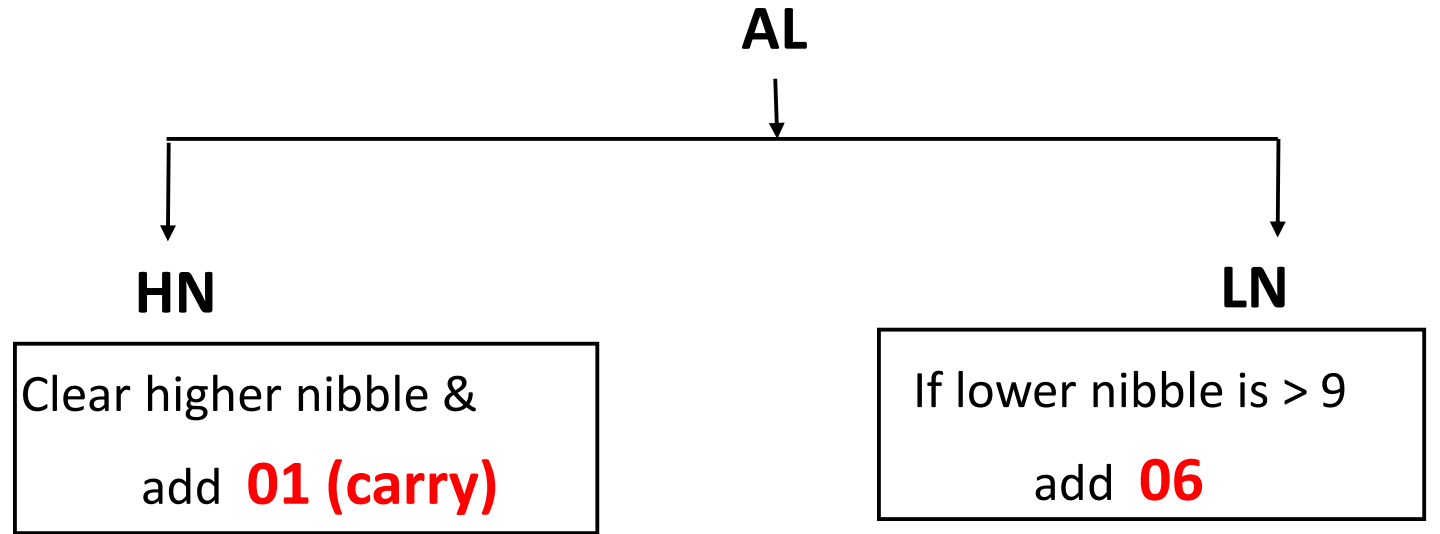 AL
HN
Clear higher nibble &
add 01 (carry)
LN
If lower nibble is > 9
add 06